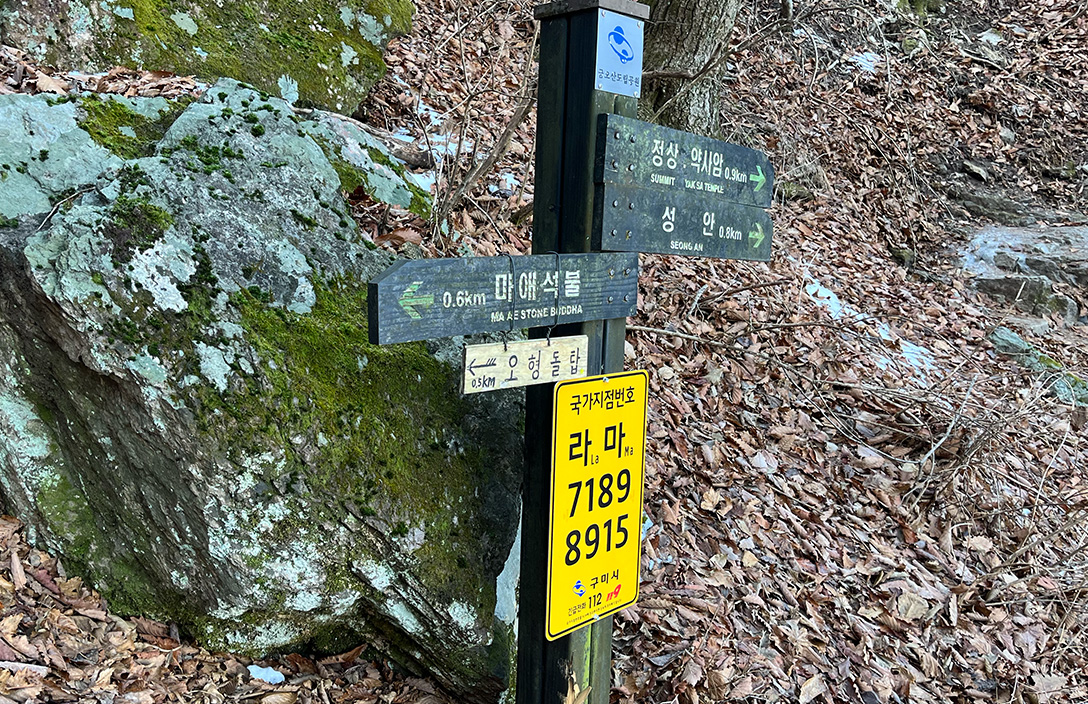 금오산도립공원
정상 · 약사암 0.9km
SUMMIT YAK SA TEMPLE
성 안 0.8km
SEONG AN
0.6km 마애석불
MA AE STONE BUDDHA
오형돌탑
0.5KM
국가지점번호
라 La 마 Ma
7189
8915
구미시
긴급전화 112 119